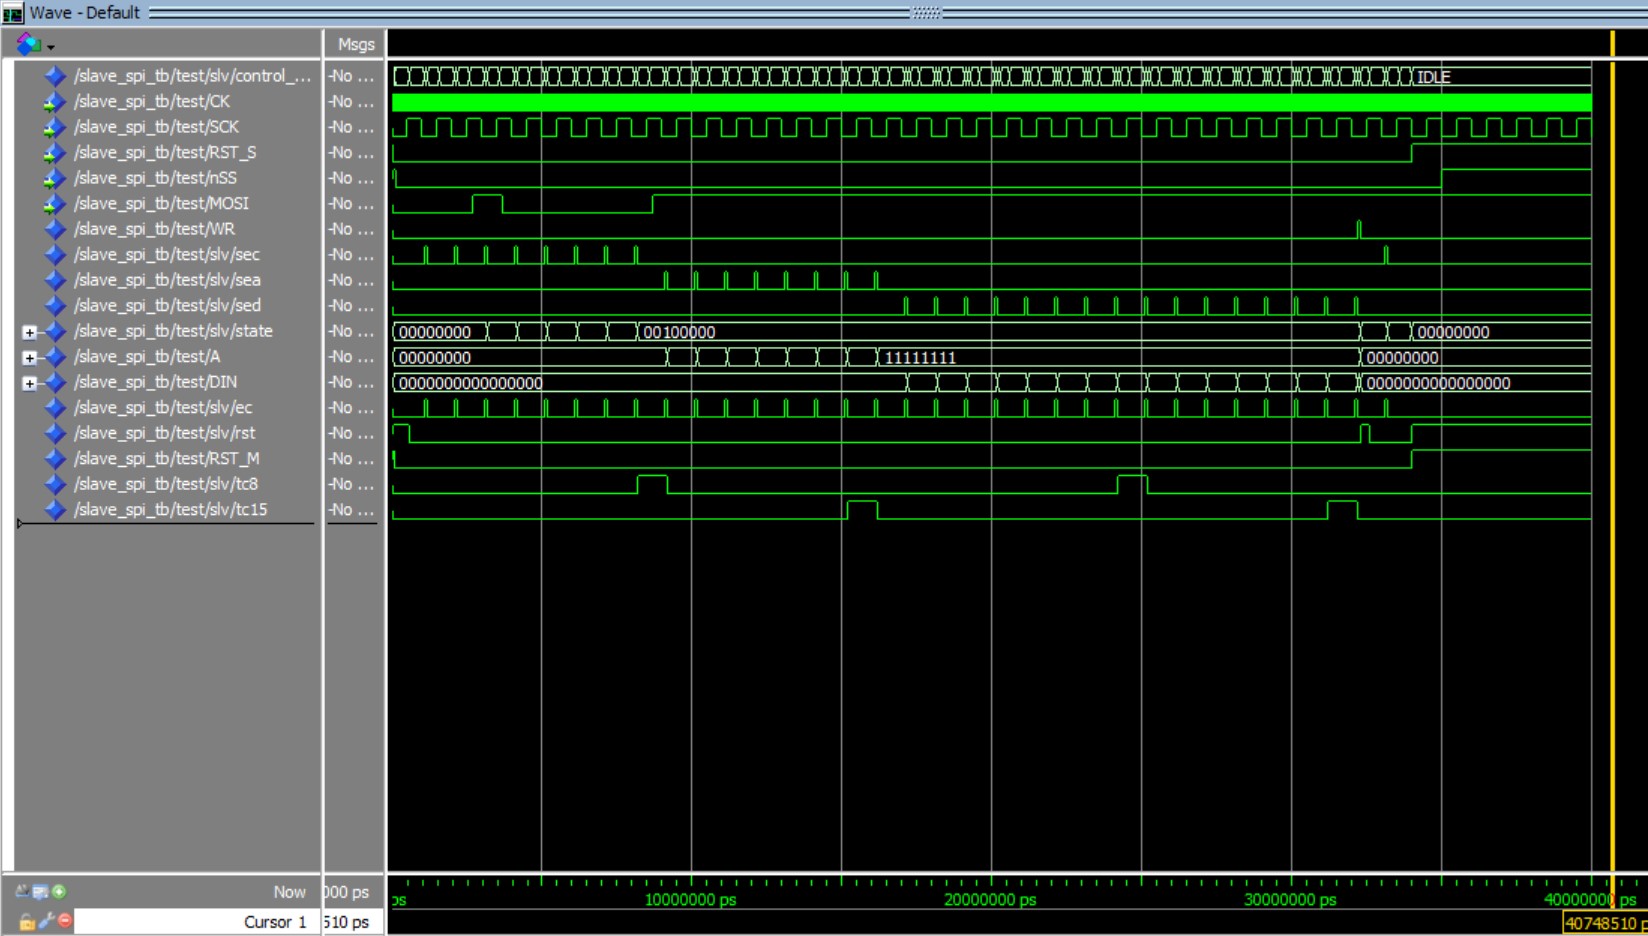 Wave - Default
Msgs
/slave_spi_tb/test/slv/control_... -No ... IDLE
/slave_spi_tb/test/CK -No ...
/slave_spi_tb/test/SCK -No ...
/slave_spi_tb/test/RST_S -No ...
/slave_spi_tb/test/nSS -No ...
/slave_spi_tb/test/MOSI -No ...
/slave_spi_tb/test/WR -No ...
/slave_spi_tb/test/slv/sec -No ...
/slave_spi_tb/test/slv/sea -No ...
/slave_spi_tb/test/slv/sed -No ...
/slave_spi_tb/test/slv/state -No ... 00000000 00100000 00000000
/slave_spi_tb/test/A -No ... 00000000 11111111 00000000
/slave_spi_tb/test/DIN -No ... 0000000000000000 0000000000000000
/slave_spi_tb/test/slv/ec -No ...
/slave_spi_tb/test/slv/rst -No ...
/slave_spi_tb/test/RST_M -No ...
/slave_spi_tb/test/slv/tc8 -No ...
/slave_spi_tb/test/slv/tc15 -No ...
Now 000 ps ps 10000000 ps 20000000 ps 30000000 ps 40000000 ps
Cursor 1 510 ps 40748510 p